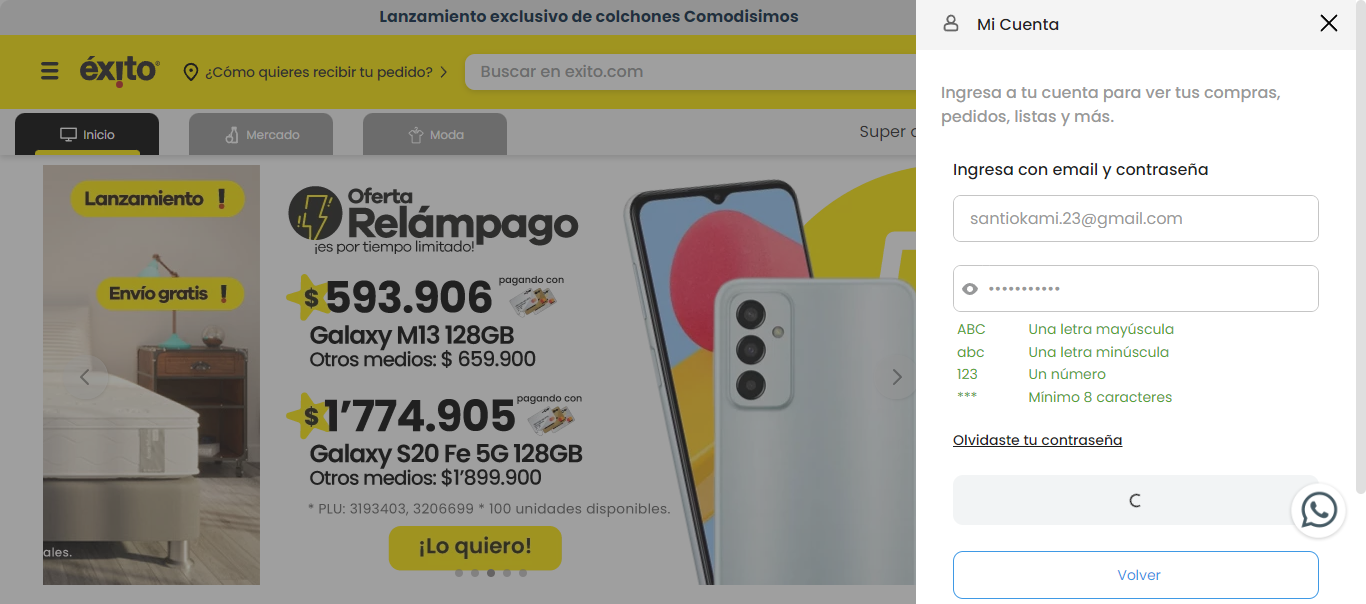 Lanzamiento exclusivo de colchones Comodisimos
éxito
¿Cómo quieres recibir tu pedido?
Buscar en exito.com
Inicio
Mercado
Moda
Super
Lanzamiento !
Envío gratis !
ales.
Oferta
Relámpago
¡es por tiempo limitado!
$593.906
pagando con
Galaxy M13 128GB
Otros medios: $ 659.900
$1’774.905
pagando con
Galaxy S20 Fe 5G 128GB
Otros medios: $1’899.900
* PLU: 3193403, 3206699 * 100 unidades disponibles.
¡Lo quiero!
Mi Cuenta
Ingresa a tu cuenta para ver tus compras,
pedidos, listas y más.
Ingresa con email y contraseña
santiokami.23@gmail.com
•••••••••••
ABC Una letra mayúscula
abc Una letra minúscula
123 Un número
*** Mínimo 8 caracteres
Olvidaste tu contraseña
Volver